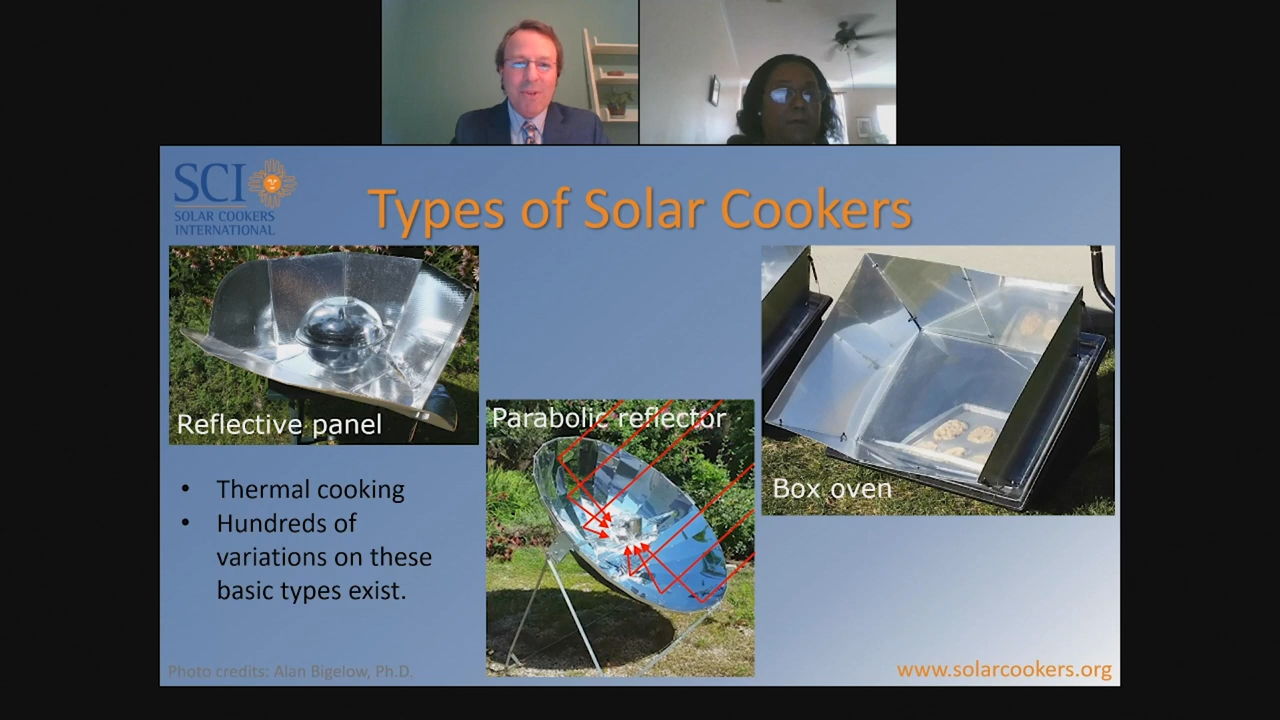 SCI
SOLAR COOKERS
INTERNATIONAL
Types of Solar Cookers
Reflective panel
Parabolic reflector
Box oven
• Thermal cooking
• Hundreds of
variations on these
basic types exist.
Photo credits: Alan Bigelow, Ph.D.
www.solarcookers.org